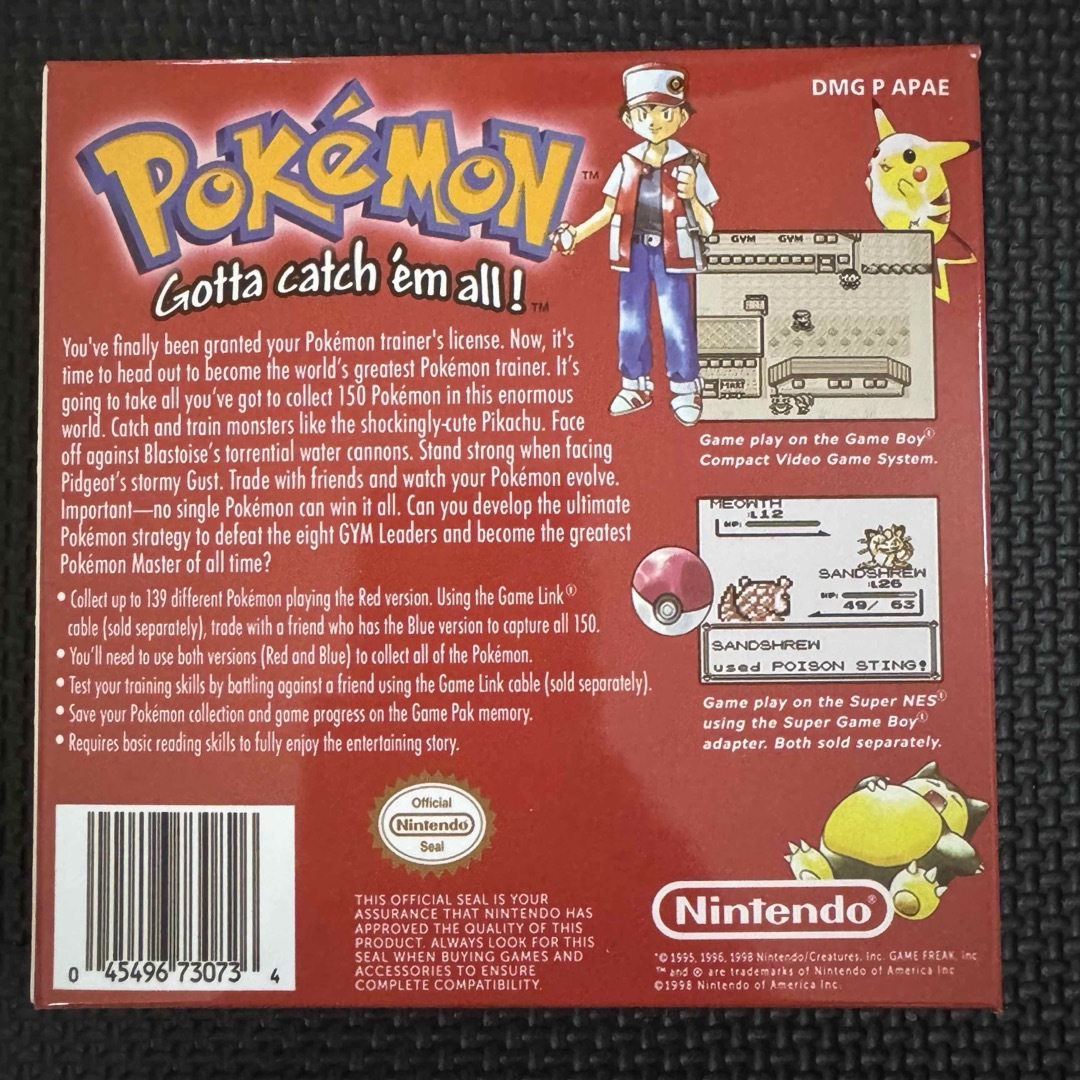 DMG P APAE
POKéMON ™
Gotta catch 'em all! ™
You've finally been granted your Pokémon trainer's license. Now, it's
time to head out to become the world's greatest Pokémon trainer. It's
going to take all you've got to collect 150 Pokémon in this enormous
world. Catch and train monsters like the shockingly-cute Pikachu. Face
off against Blastoise's torrential water cannons. Stand strong when facing
Pidgeot's stormy Gust. Trade with friends and watch your Pokémon evolve.
Important—no single Pokémon can win it all. Can you develop the ultimate
Pokémon strategy to defeat the eight GYM Leaders and become the greatest
Pokémon Master of all time?
• Collect up to 139 different Pokémon playing the Red version. Using the Game Link®
cable (sold separately), trade with a friend who has the Blue version to capture all 150.
• You'll need to use both versions (Red and Blue) to collect all of the Pokémon.
• Test your training skills by battling against a friend using the Game Link cable (sold separately).
• Save your Pokémon collection and game progress on the Game Pak memory.
• Requires basic reading skills to fully enjoy the entertaining story.
GYM GYM
MART
Game play on the Game Boy®
Compact Video Game System.
MEOWTH
:L12
HP:
SANDSHREW
:L26
HP:
49/ 63
SANDSHREW
used POISON STING!
Game play on the Super NES®
using the Super Game Boy®
adapter. Both sold separately.
0 45496 73073 4
Official
Nintendo
Seal
THIS OFFICIAL SEAL IS YOUR
ASSURANCE THAT NINTENDO HAS
APPROVED THE QUALITY OF THIS
PRODUCT. ALWAYS LOOK FOR THIS
SEAL WHEN BUYING GAMES AND
ACCESSORIES TO ENSURE
COMPLETE COMPATIBILITY.
Nintendo®
©1995, 1996, 1998 Nintendo/Creatures, Inc. GAME FREAK, Inc
™ and ® are trademarks of Nintendo of America Inc
©1998 Nintendo of America Inc.